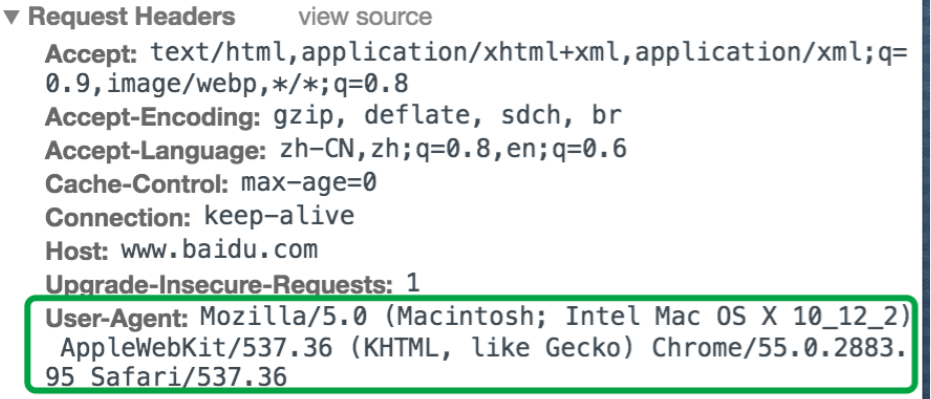 ▼ Request Headers view source
Accept: text/html,application/xhtml+xml,application/xml;q=
0.9,image/webp,*/*;q=0.8
Accept-Encoding: gzip, deflate, sdch, br
Accept-Language: zh-CN,zh;q=0.8,en;q=0.6
Cache-Control: max-age=0
Connection: keep-alive
Host: www.baidu.com
Upgrade-Insecure-Requests: 1
User-Agent: Mozilla/5.0 (Macintosh; Intel Mac OS X 10_12_2)
AppleWebKit/537.36 (KHTML, like Gecko) Chrome/55.0.2883.
95 Safari/537.36